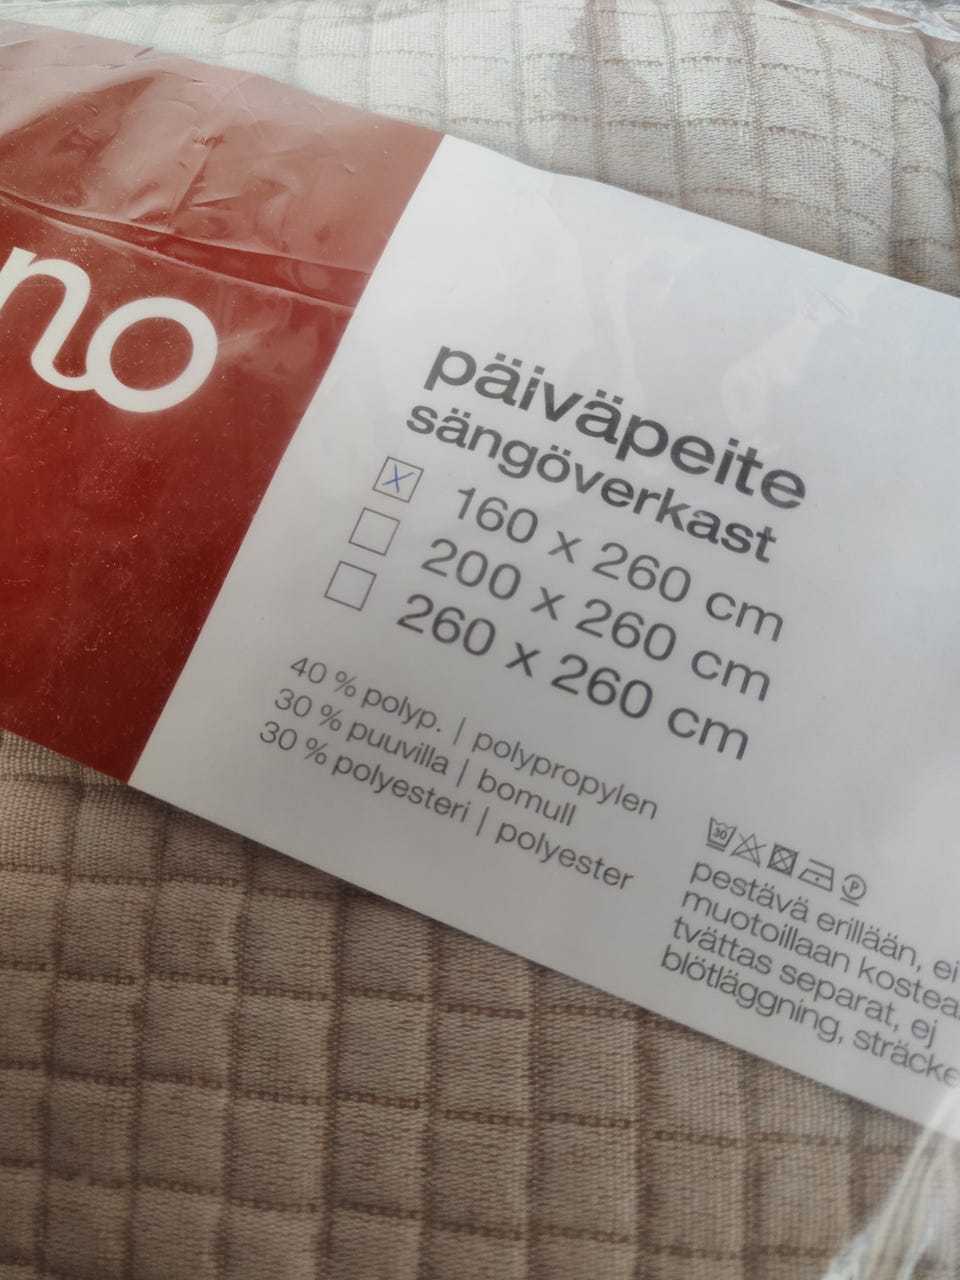 no
päiväpeite
sängöverkast
160 x 260 cm
200 x 260 cm
260 x 260 cm
40 % polyp. | polypropylen
30 % puuvilla | bomull
30 % polyesteri | polyester
30
P
pestävä erillään, ei
muotoillaan kostea
tvättas separat, ej
blötläggning, sträcke